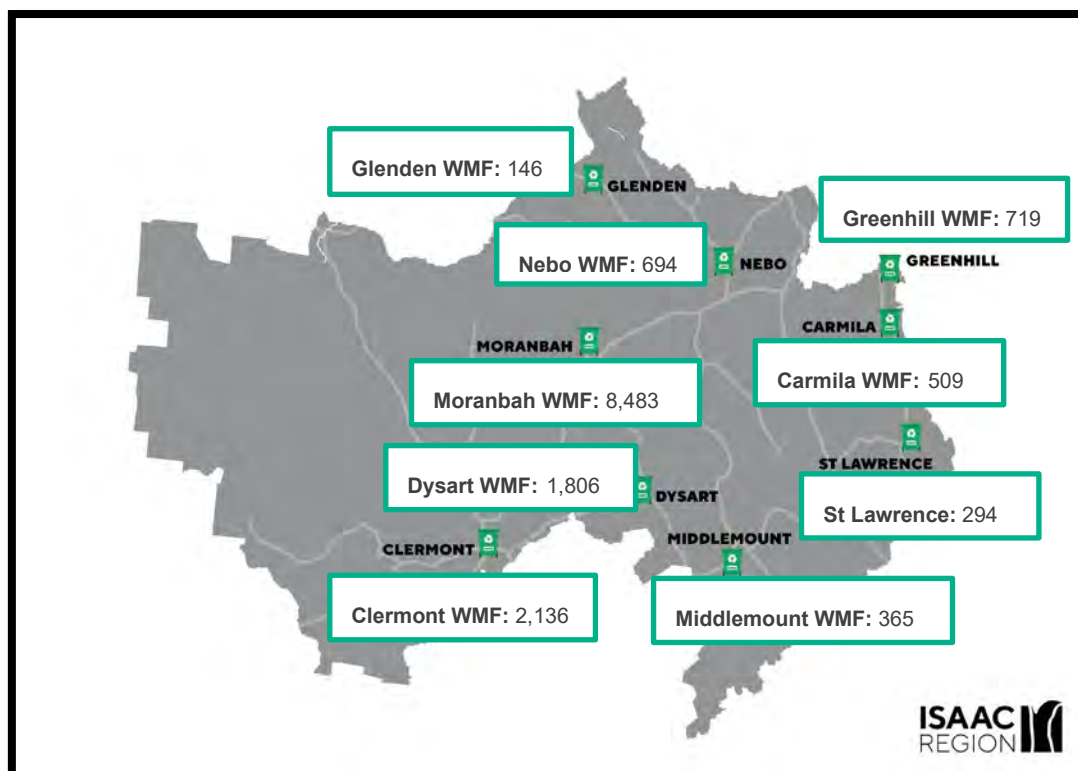 Glenden WMF: 146
GLENDEN
Greenhill WMF: 719
GREENHILL
Nebo WMF: 694
NEBO
CARMILA
MORANBAH
Carmila WMF: 509
Moranbah WMF: 8,483
ST LAWRENCE
Dysart WMF: 1,806
DYSART
St Lawrence: 294
MIDDLEMOUNT
CLERMONT
Clermont WMF: 2,136
Middlemount WMF: 365
ISAAC
REGION